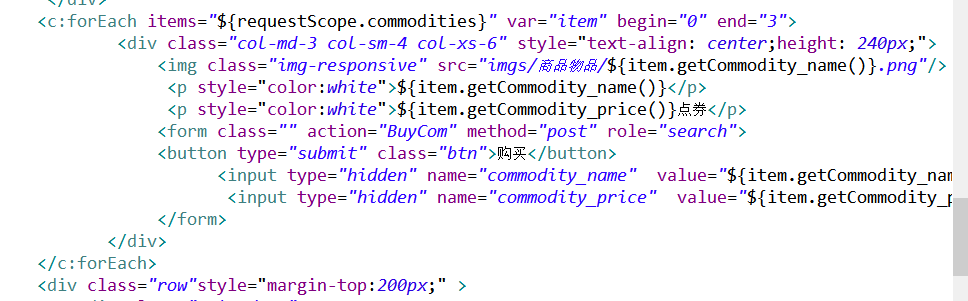 </div>
<c:forEach items="${requestScope.commodities}" var="item" begin="0" end="3">
<div class="col-md-3 col-sm-4 col-xs-6" style="text-align: center;height: 240px;">
<img class="img-responsive" src="imgs/商品物品/${item.getCommodity_name()}.png"/>
<p style="color:white">${item.getCommodity_name()}</p>
<p style="color:white">${item.getCommodity_price()}点券</p>
<form class="" action="BuyCom" method="post" role="search">
<button type="submit" class="btn">购买</button>
<input type="hidden" name="commodity_name"  value="${item.getCommodity_nam
<input type="hidden" name="commodity_price"  value="${item.getCommodity_p
</form>
</div>
</c:forEach>
<div class="row"style="margin-top:200px;" >